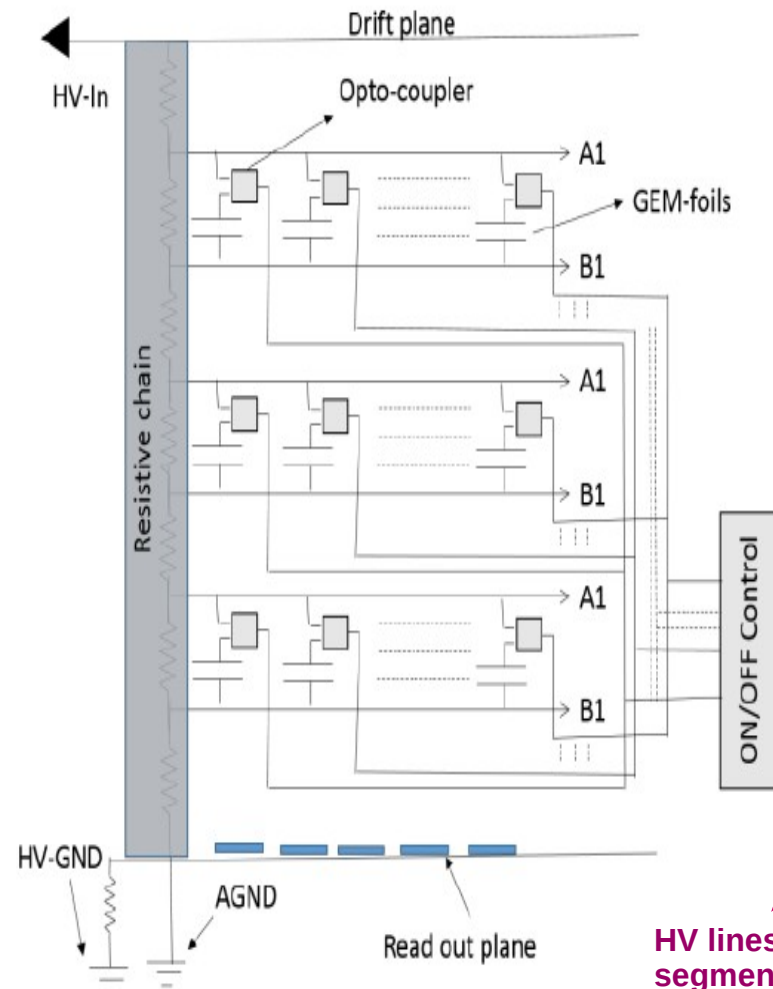 Drift plane
HV-In
Opto-coupler
A1
GEM-foils
B1
A1
Resistive chain
B1
A1
ON/OFF Control
B1
HV-GND
AGND
Read out plane
HV lines
segmen